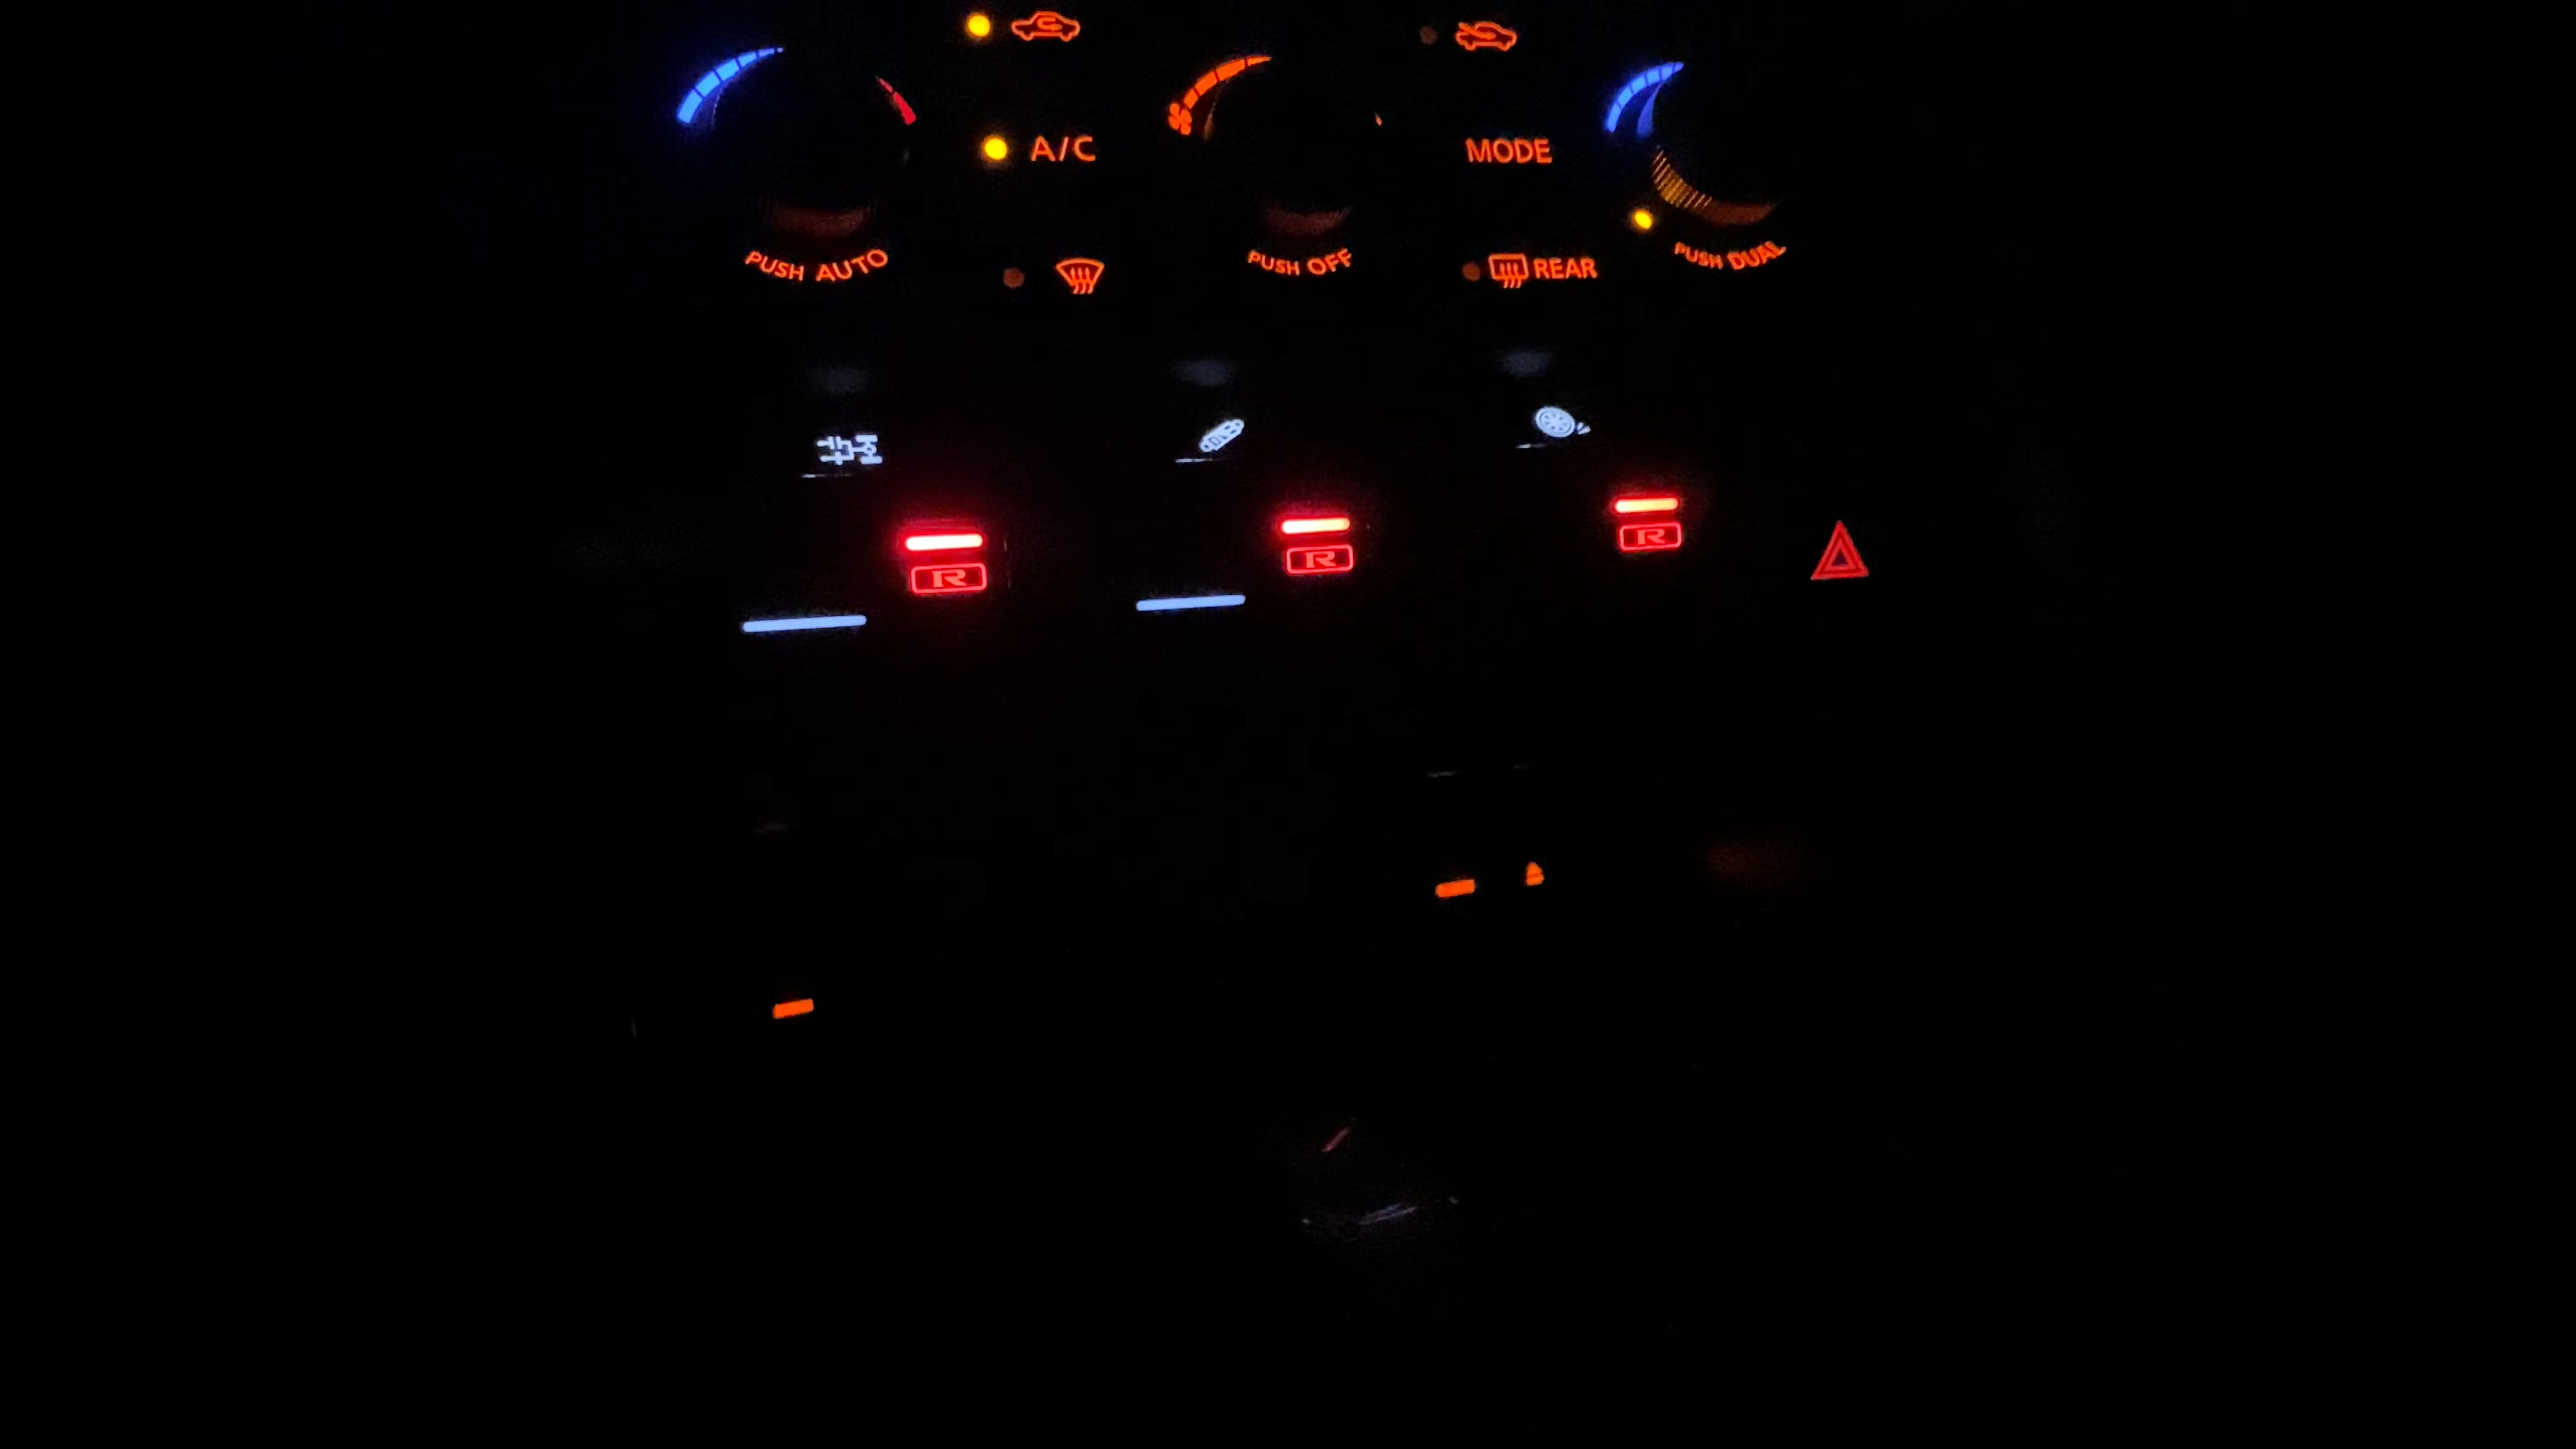 A/C
MODE
PUSH AUTO
PUSH OFF
REAR
PUSH DUAL
R
R
R